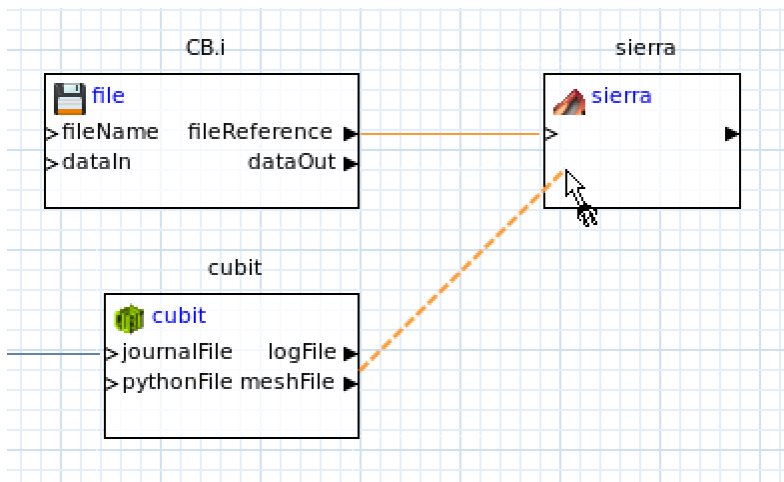 CB.i
sierra
file
sierra
fileName fileReference
dataIn dataOut
cubit
cubit
journalFile logFile
pythonFile meshFile